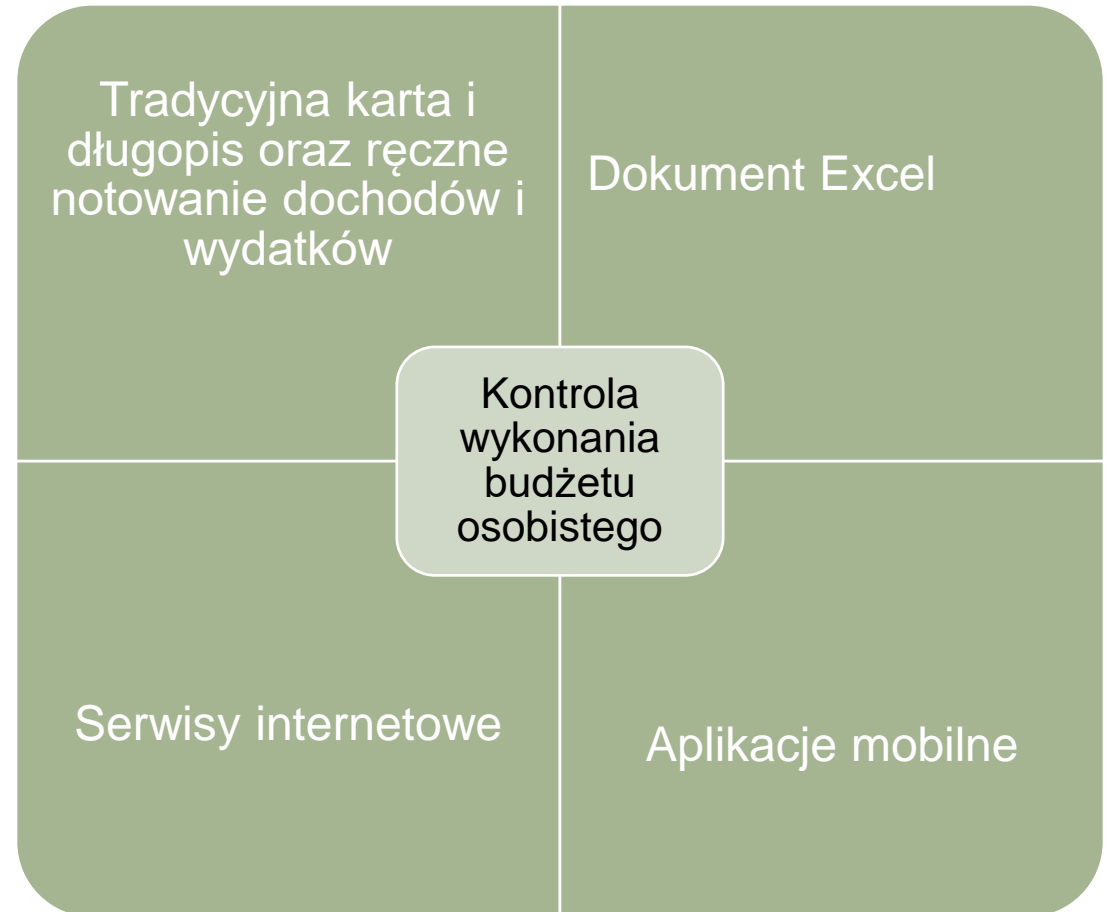 Tradycyjna karta i
długopis oraz ręczne
notowanie dochodów i
wydatków
Dokument Excel
Kontrola
wykonania
budżetu
osobistego
Serwisy internetowe
Aplikacje mobilne